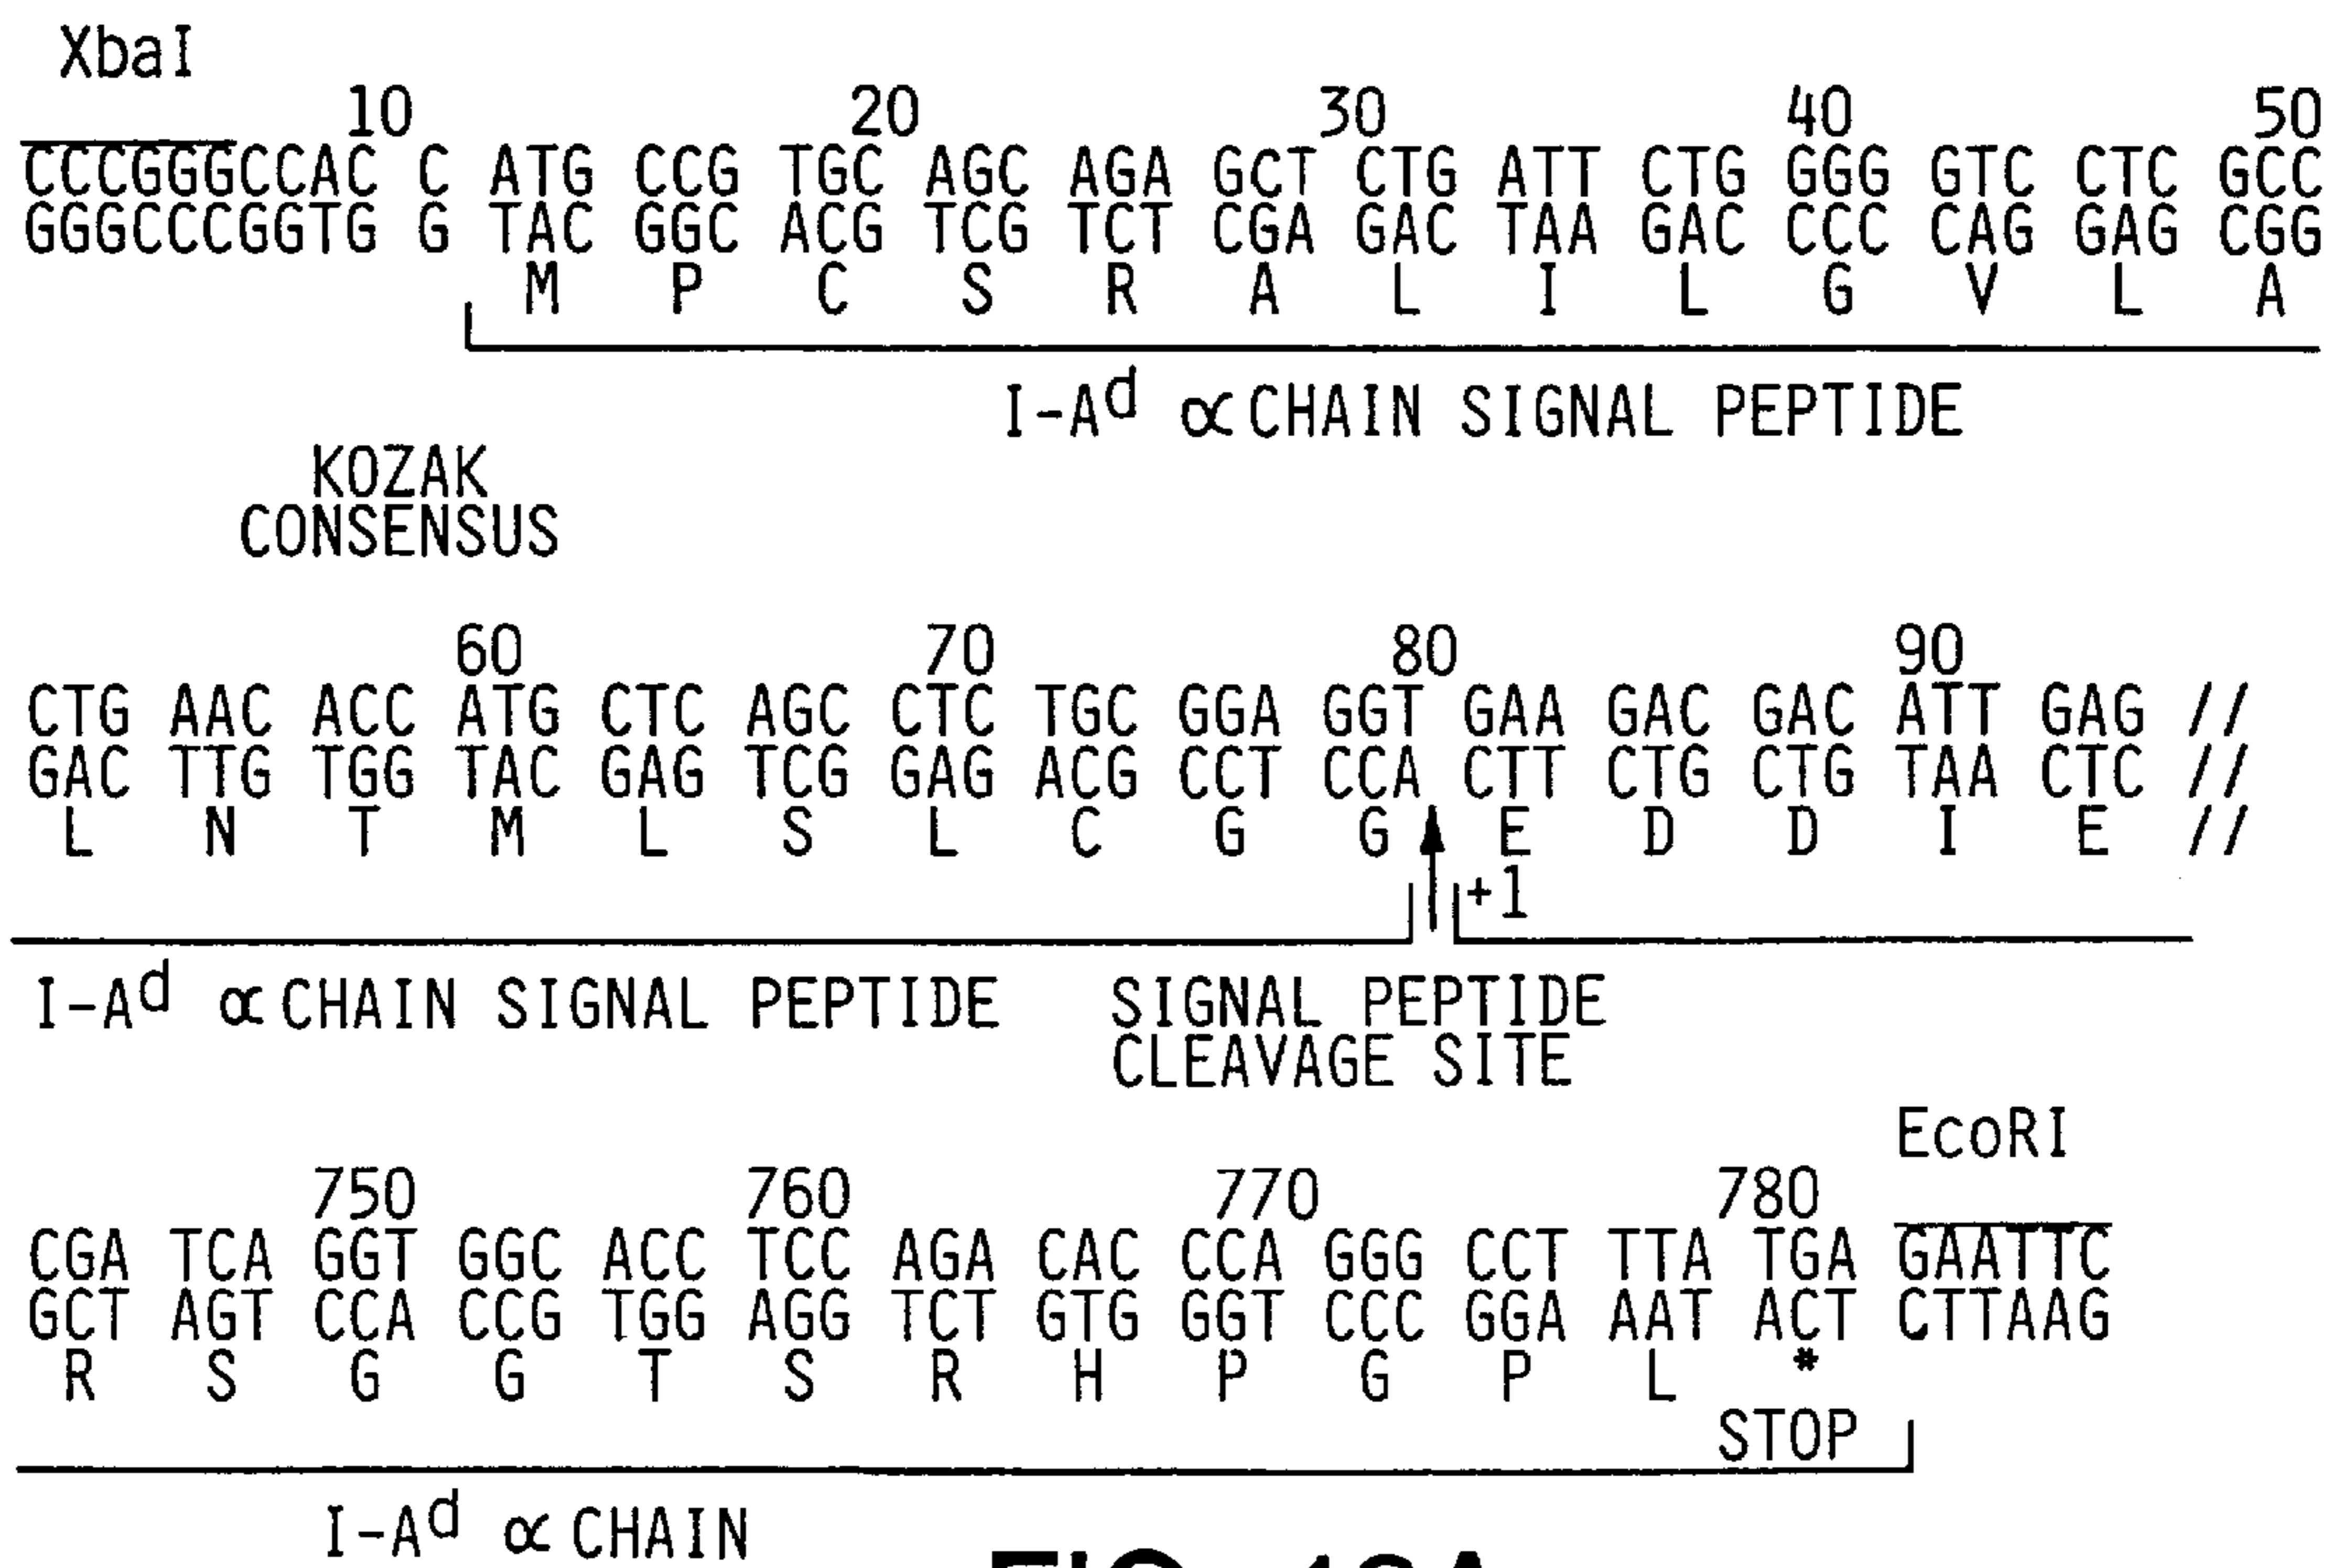 XbaI
10 20 30 40 50
CCCGGGCCAC C ATG CCG TGC AGC AGA GCT CTG ATT CTG GGG GTC CTC GCC
GGGCCCGGTG G TAC GGC ACG TCG TCT CGA GAC TAA GAC CCC CAG GAG CGG
M P C S R A L I L G V L A
I-Ad ∝ CHAIN SIGNAL PEPTIDE
KOZAK
CONSENSUS
60 70 80 90
CTG AAC ACC ATG CTC AGC CTC TGC GGA GGT GAA GAC GAC ATT GAG //
GAC TTG TGG TAC GAG TCG GAG ACG CCT CCA CTT CTG CTG TAA CTC //
L N T M L S L C G G E D D I E //
+1
I-Ad ∝ CHAIN SIGNAL PEPTIDE SIGNAL PEPTIDE
CLEAVAGE SITE
EcoRI
750 760 770 780
CGA TCA GGT GGC ACC TCC AGA CAC CCA GGG CCT TTA TGA GAATTC
GCT AGT CCA CCG TGG AGG TCT GTG GGT CCC GGA AAT ACT CTTAAG
R S G G T S R H P G P L *
STOP
I-Ad ∝ CHAIN